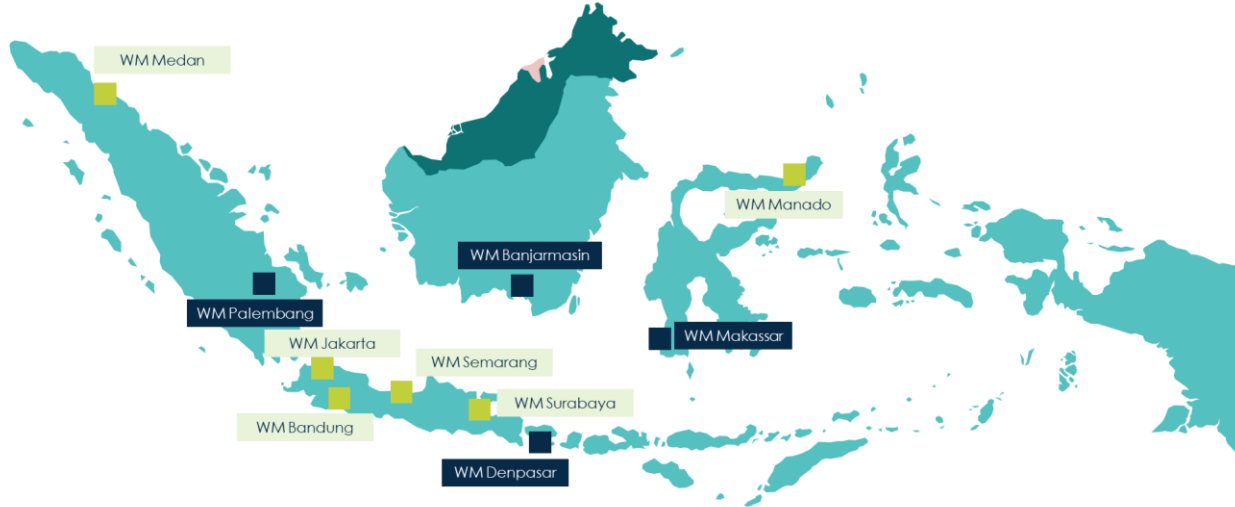 WM Medan
WM Manado
WM Banjarmasin
WM Palembang
WM Makassar
WM Jakarta
WM Semarang
WM Surabaya
WM Bandung
WM Denpasar